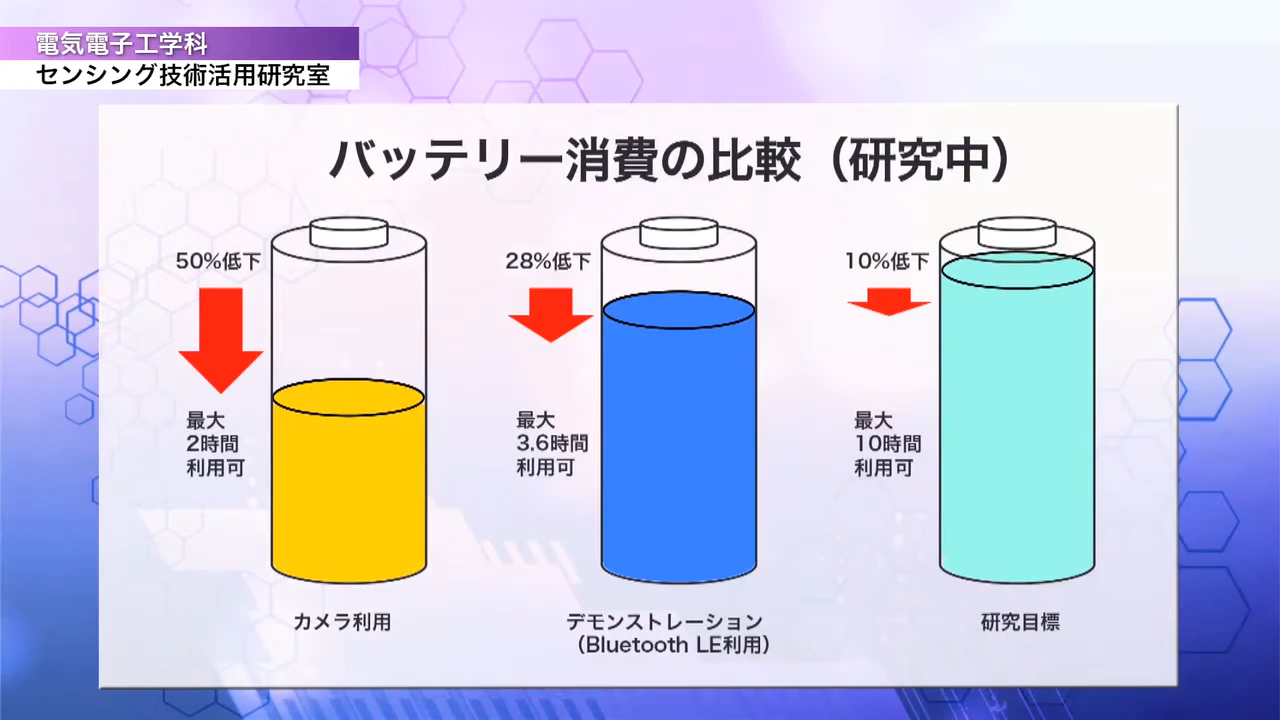 電気電子工学科
センシング技術活用研究室
バッテリー消費の比較（研究中）
50%低下
最大
2時間
利用可
カメラ利用
28%低下
最大
3.6時間
利用可
デモンストレーション
（Bluetooth LE利用）
10%低下
最大
10時間
利用可
研究目標